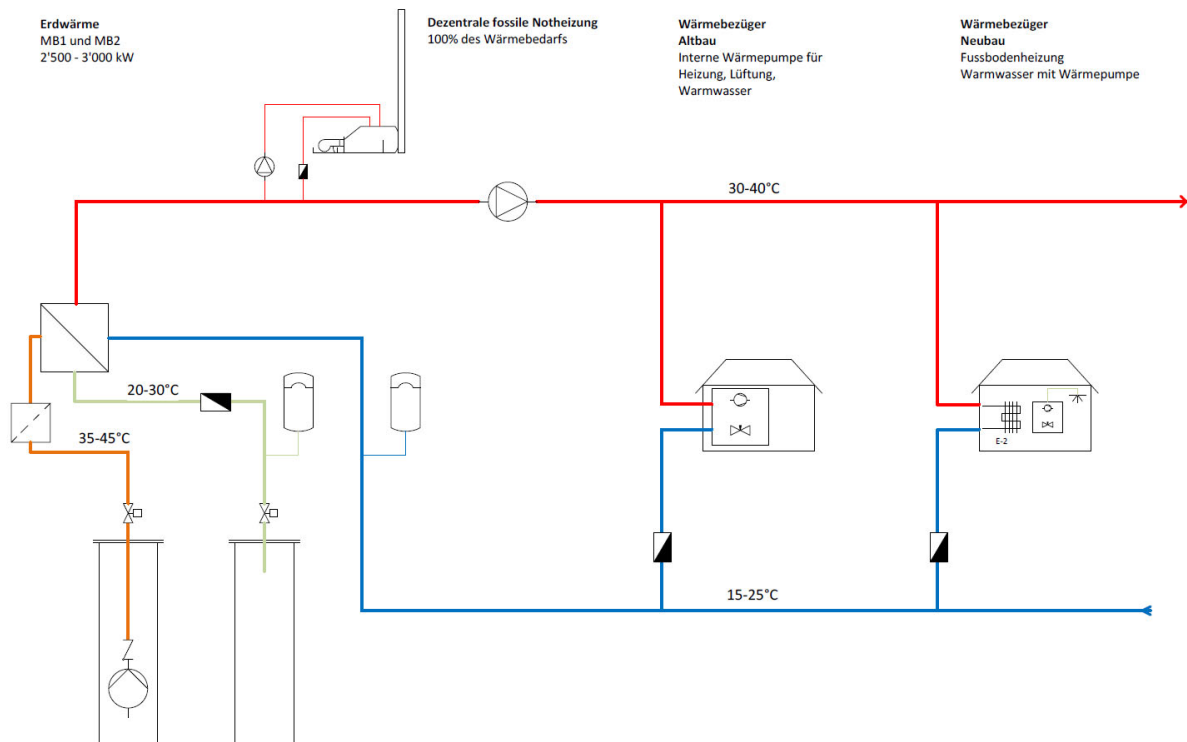 Erdwärme
MB1 und MB2
2'500 - 3'000 kW
Dezentrale fossile Notheizung
100% des Wärmebedarfs
Wärmebezüger
Altbau
Interne Wärmepumpe für
Heizung, Lüftung,
Warmwasser
Wärmebezüger
Neubau
Fussbodenheizung
Warmwasser mit Wärmepumpe
30-40°C
20-30°C
35-45°C
E-2
15-25°C